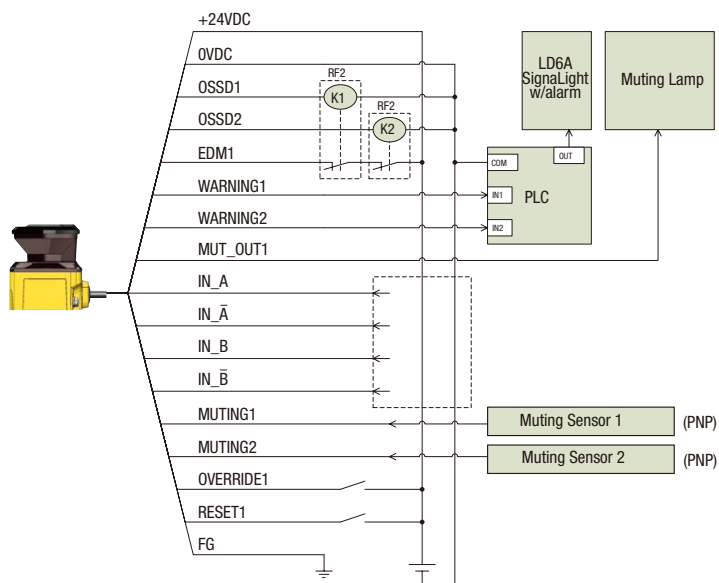 +24VDC
0VDC
OSSD1
OSSD2
EDM1
WARNING1
WARNING2
MUT_OUT1
IN_A
IN_A̅
IN_B
IN_B̅
MUTING1
MUTING2
OVERRIDE1
RESET1
FG
RF2
K1
RF2
K2
LD6A
SignaLight
w/alarm
Muting Lamp
OUT
COM
IN1
PLC
IN2
Muting Sensor 1 (PNP)
Muting Sensor 2 (PNP)